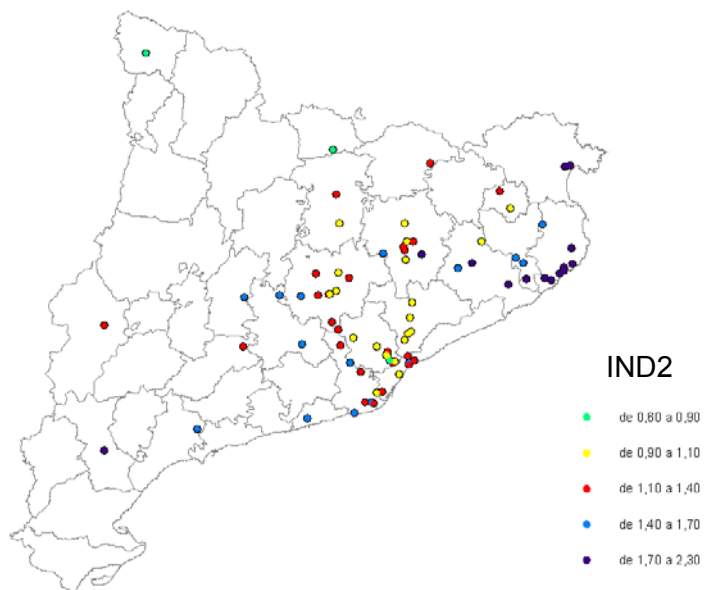 IND2
de 0,60 a 0,90
de 0,90 a 1,10
de 1,10 a 1,40
de 1,40 a 1,70
de 1,70 a 2,30